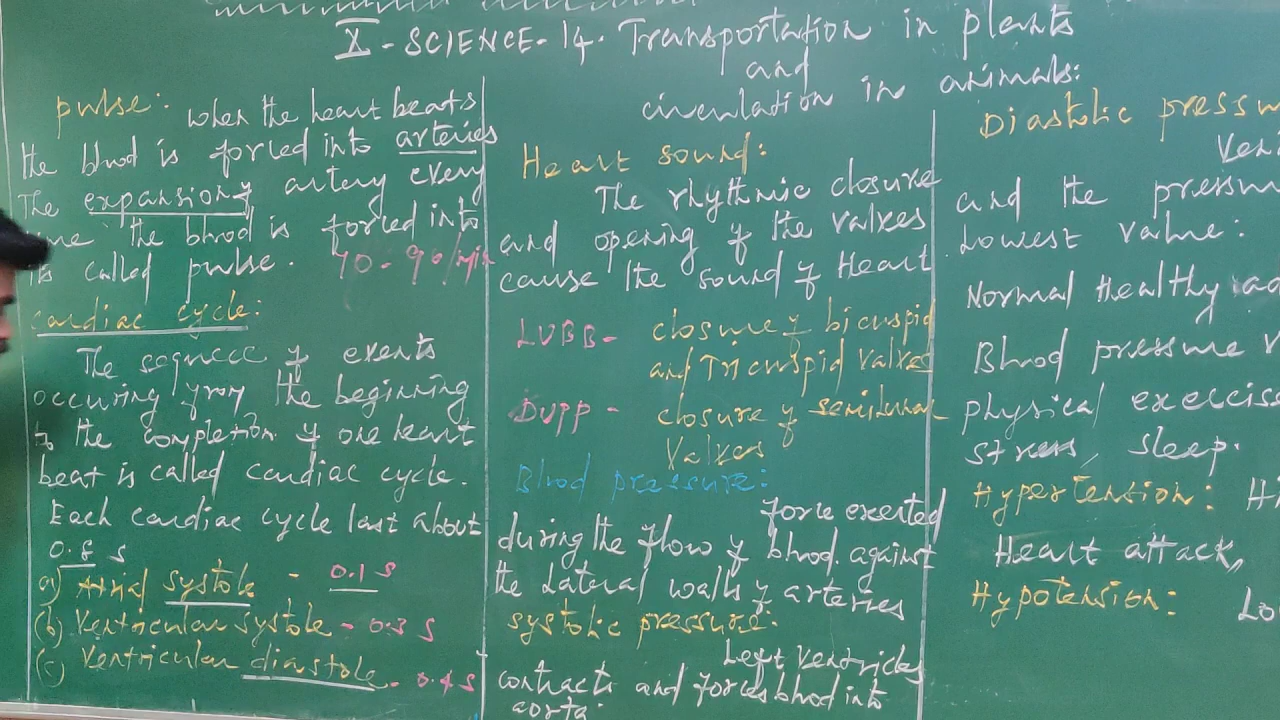 X - SCIENCE - 14. Transportation in plants
and
circulation in animals:
pulse: when the heart beats
the blood is forced into arteries
The expansion of artery every
time the blood is forced into
is called pulse. 70-90/min
cardiac cycle:
The sequnece of events
occuring from the beginning
to the completion of one heart
beat is called cardiac cycle.
Each cardiac cycle last about
0.8 s
a) Atrial systole - 0.1 s
(b) Ventricular systole - 0.3 s
(c) Ventricular diastole - 0.4 s
Heart sound:
The rhythmic closure
and opening of the valves
cause the sound of Heart.
LUBB - closure of bicuspid
and Tricuspid valves
DUPP - closure of semilunar
Valves
Blood pressure:
force exerted
during the flow of blood against
the Lateral walls of arteries
systolic pressure:
Left ventricles
contracts and forces blood into
aorta.
Diastolic
and the
Lowest value:
Normal Healthy
Blood pressure
physical
stress, sleep.
Hypertension:
Heart attack,
Hypotension: